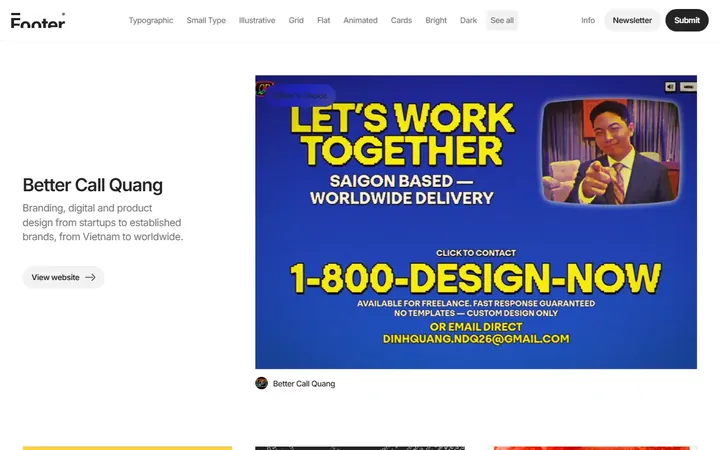 Footer
Typographic
Small Type
Illustrative
Grid
Flat
Animated
Cards
Bright
Dark
See all
Info
Newsletter
Submit
LET'S WORK
TOGETHER
SAIGON BASED —
WORLDWIDE DELIVERY
Better Call Quang
Branding, digital and product
design from startups to established
brands, from Vietnam to worldwide.
View website
CLICK TO CONTACT
1-800-DESIGN-NOW
AVAILABLE FOR FREELANCE. FAST RESPONSE GUARANTEED
NO TEMPLATES — CUSTOM DESIGN ONLY
OR EMAIL DIRECT
DINHQUANG.NDQ26@GMAIL.COM
Better Call Quang